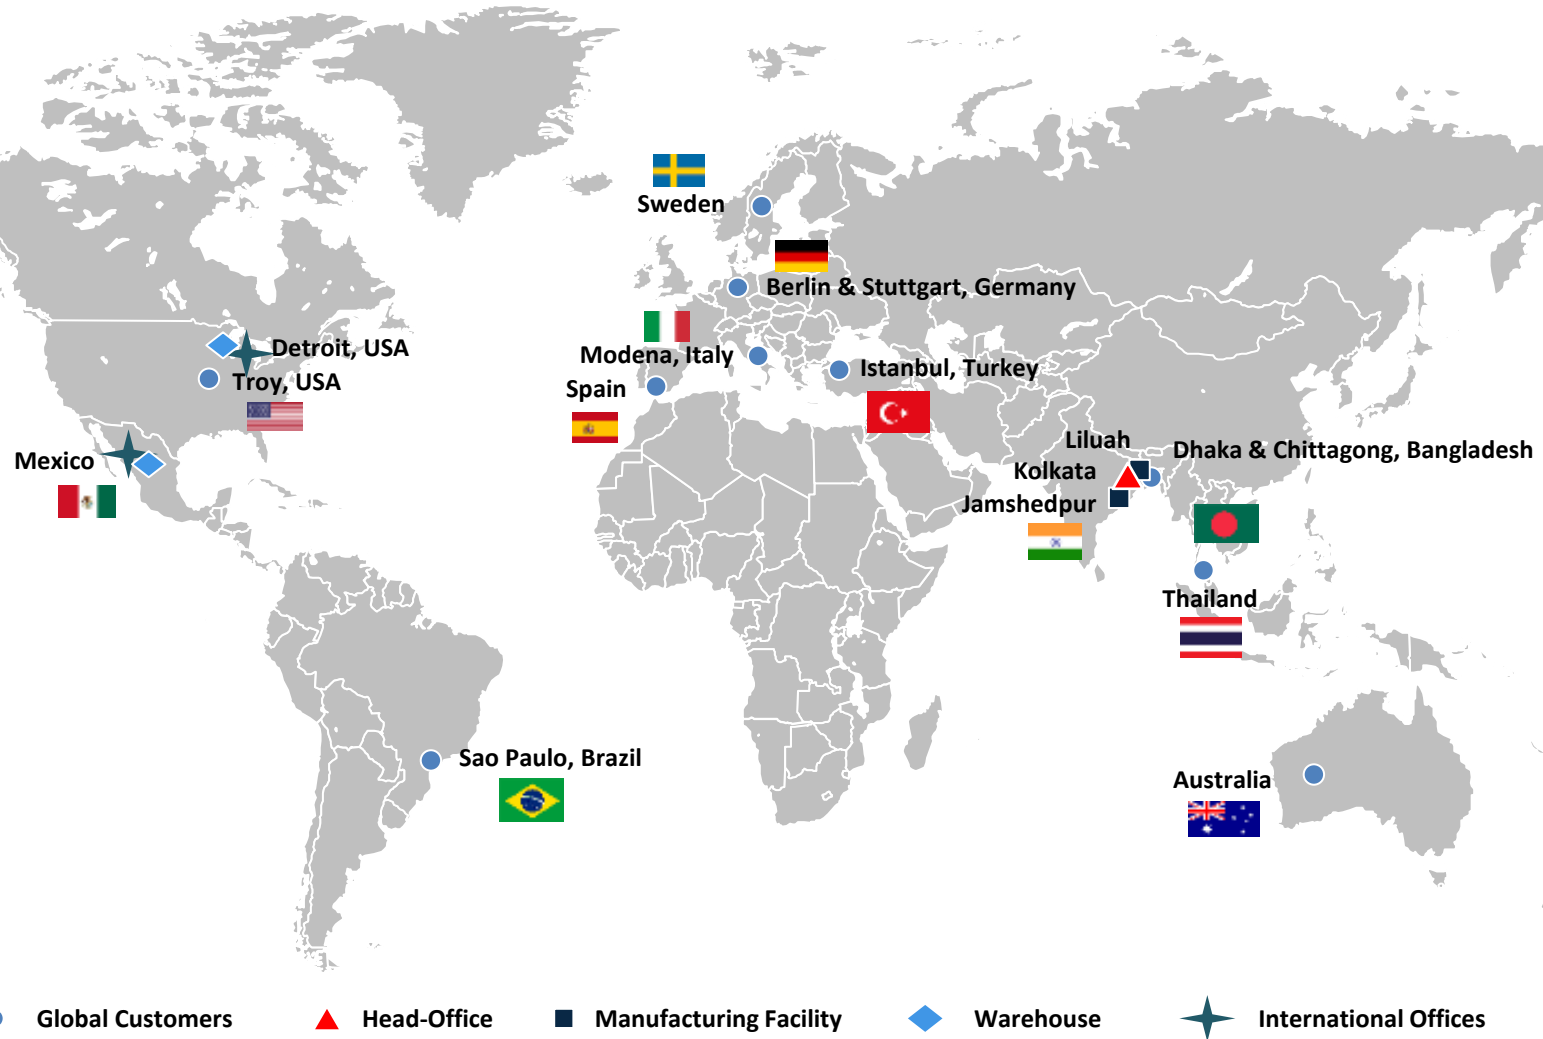 Sweden
Berlin & Stuttgart, Germany
Modena, Italy
Spain
Istanbul, Turkey
Detroit, USA
Troy, USA
Mexico
Liluah
Kolkata
Jamshedpur
Dhaka & Chittagong, Bangladesh
Thailand
Sao Paulo, Brazil
Australia
Global Customers
Head-Office
Manufacturing Facility
Warehouse
International Offices